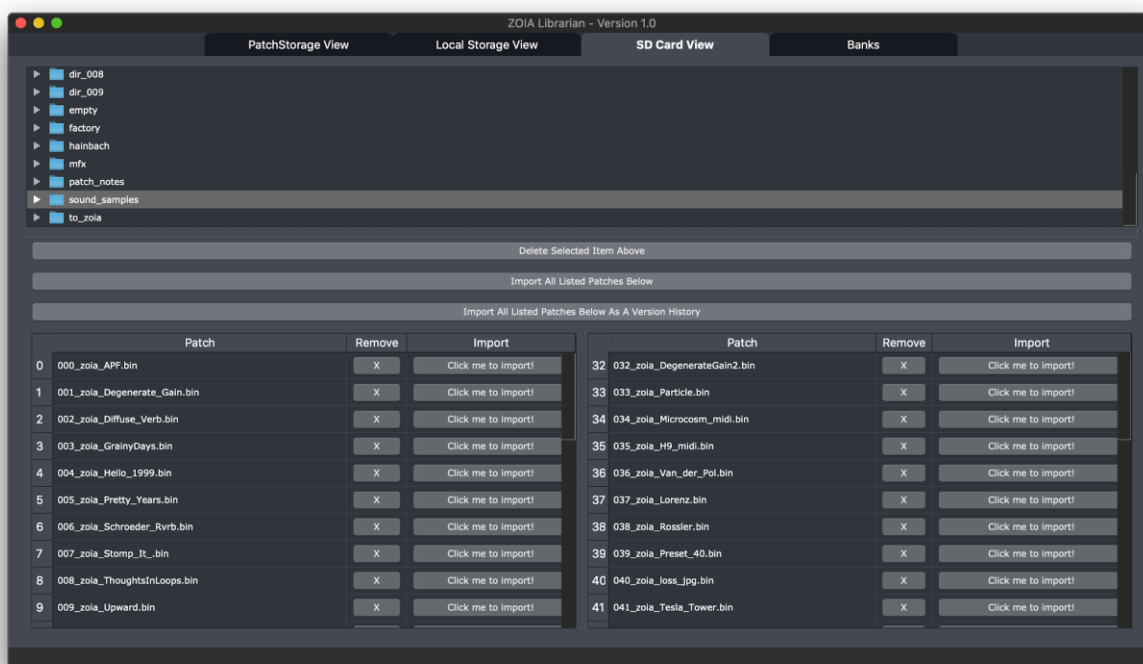 ZOIA Librarian - Version 1.0
PatchStorage View Local Storage View SD Card View Banks
dir_008
dir_009
empty
factory
hainbach
mfx
patch_notes
sound_samples
to_zoia
Delete Selected Item Above
Import All Listed Patches Below
Import All Listed Patches Below As A Version History
Patch Remove Import Patch Remove Import
0 000_zoia_APF.bin X Click me to import! 32 032_zoia_DegenerateGain2.bin X Click me to import!
1 001_zoia_Degenerate_Gain.bin X Click me to import! 33 033_zoia_Particle.bin X Click me to import!
2 002_zoia_Diffuse_Verb.bin X Click me to import! 34 034_zoia_Microcosm_midi.bin X Click me to import!
3 003_zoia_GrainyDays.bin X Click me to import! 35 035_zoia_H9_midi.bin X Click me to import!
4 004_zoia_Hello_1999.bin X Click me to import! 36 036_zoia_Van_der_Pol.bin X Click me to import!
5 005_zoia_Pretty_Years.bin X Click me to import! 37 037_zoia_Lorenz.bin X Click me to import!
6 006_zoia_Schroeder_Rvrb.bin X Click me to import! 38 038_zoia_Rossler.bin X Click me to import!
7 007_zoia_Stomp_It_.bin X Click me to import! 39 039_zoia_Preset_40.bin X Click me to import!
8 008_zoia_ThoughtsInLoops.bin X Click me to import! 40 040_zoia_loss_jpg.bin X Click me to import!
9 009_zoia_Upward.bin X Click me to import! 41 041_zoia_Tesla_Tower.bin X Click me to import!